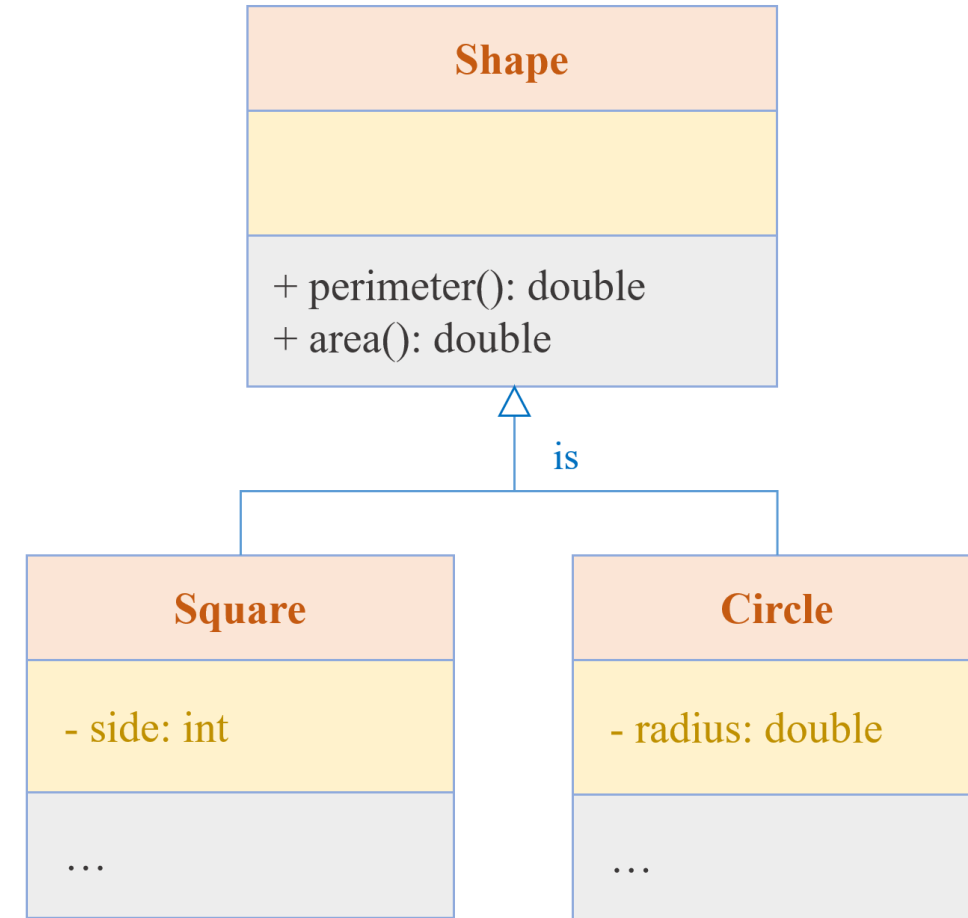 Shape
+ perimeter(): double
+ area(): double
is
Square
- side: int
…
Circle
- radius: double
…